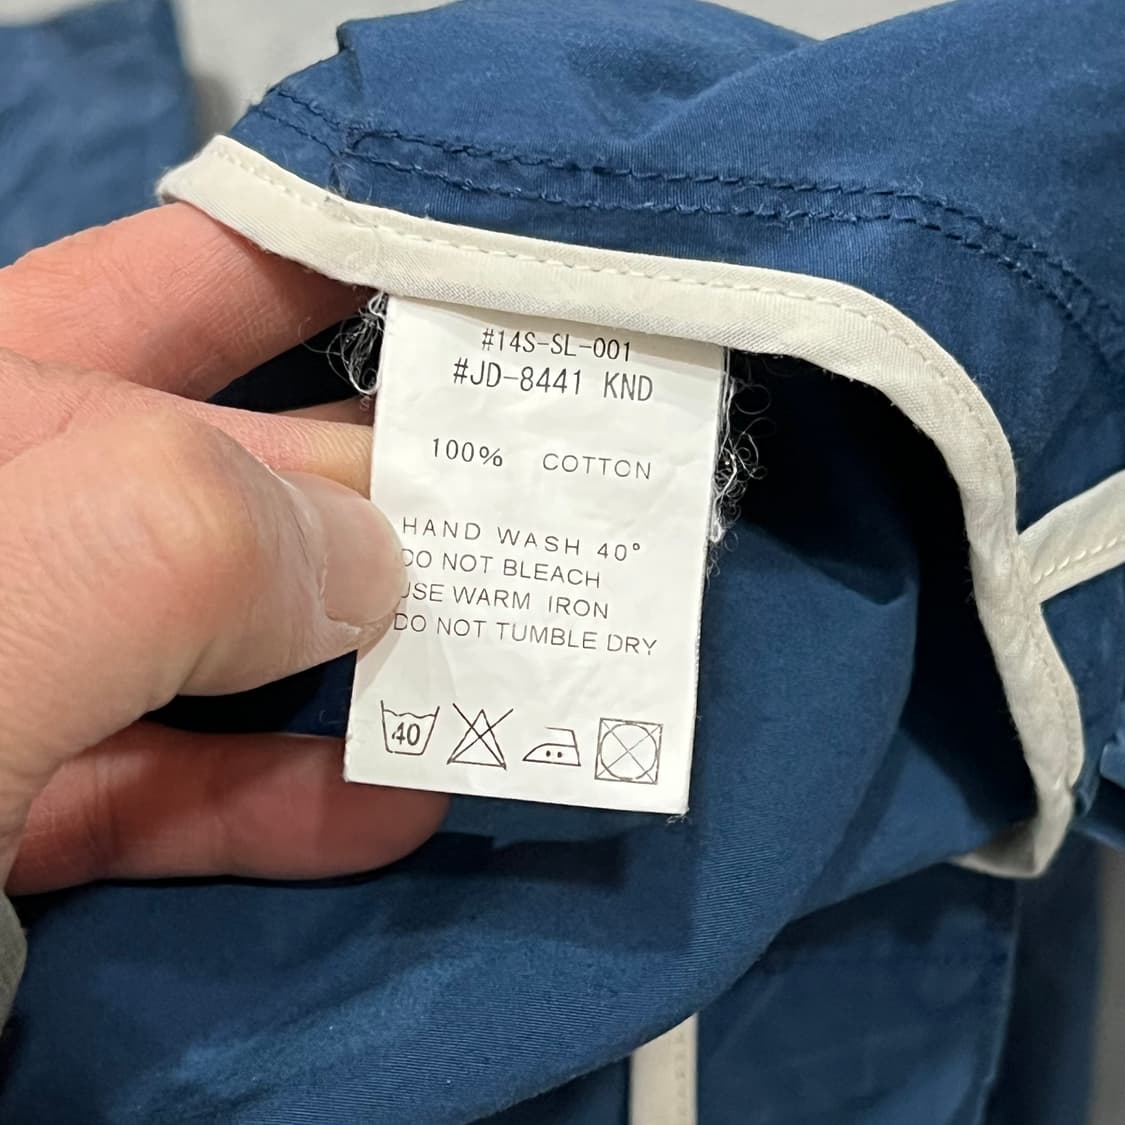 #14S-SL-001
#JD-8441 KND
100% COTTON
HAND WASH 40°
DO NOT BLEACH
USE WARM IRON
DO NOT TUMBLE DRY
40